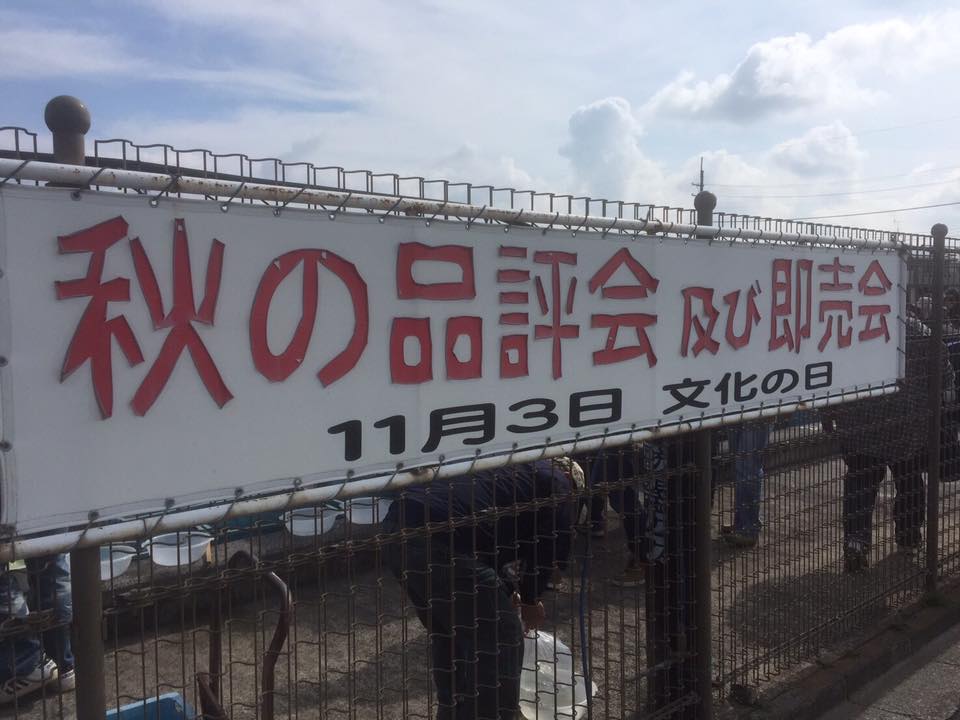 秋の品評会 及び即売会
11月3日 文化の日